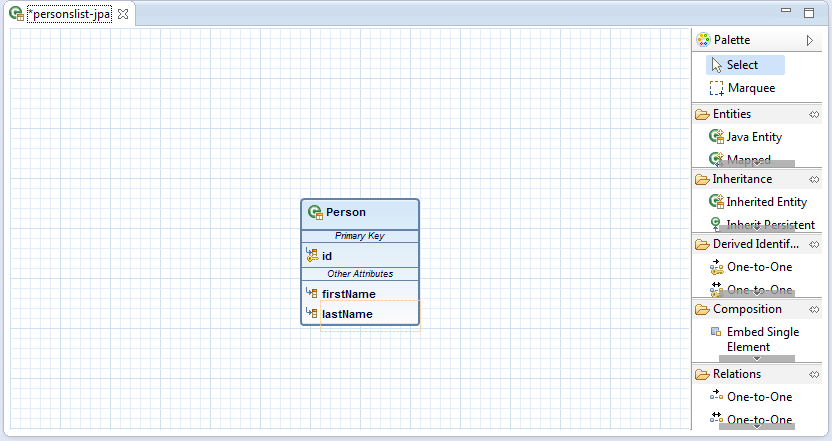 *personslist-jpa
Person
Primary Key
id
Other Attributes
firstName
lastName
Palette
Select
Marquee
Entities
Java Entity
Mapped
Inheritance
Inherited Entity
Inherit Persistent
Derived Identif...
One-to-One
One-to-One
Composition
Embed Single
Element
Relations
One-to-One
One-to-One